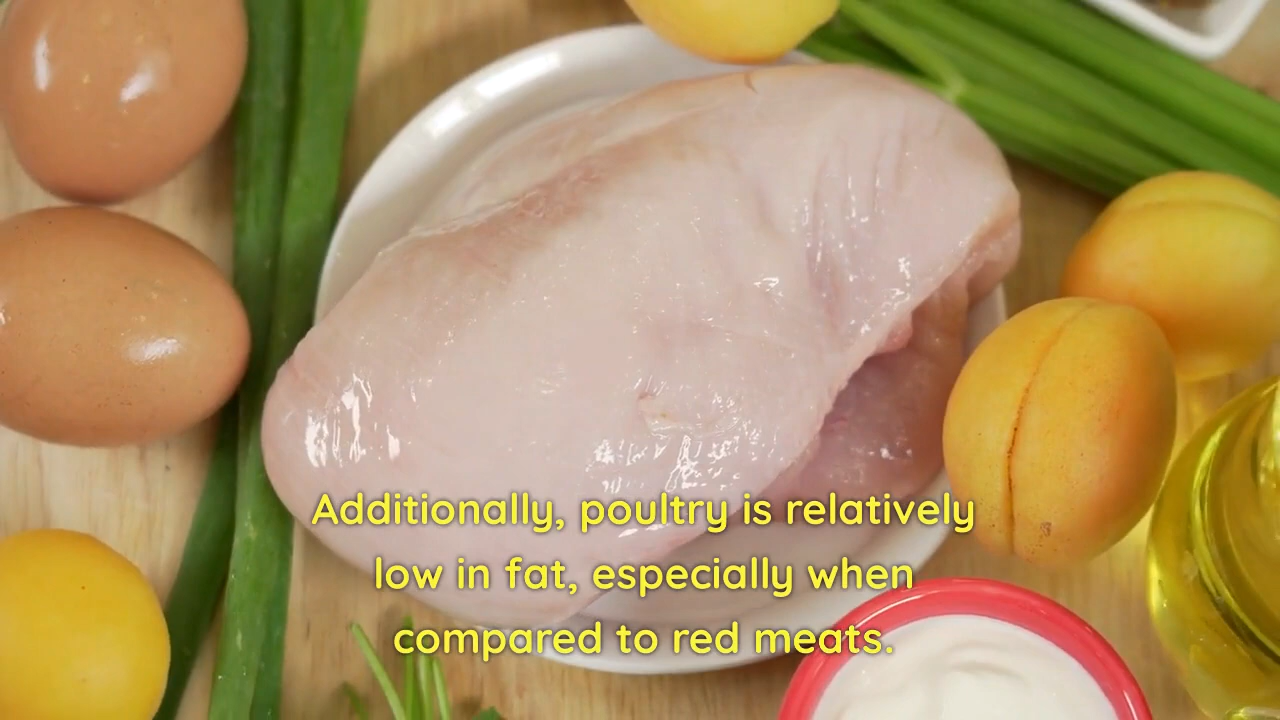 Additionally, poultry is relatively
low in fat, especially when
compared to red meats.